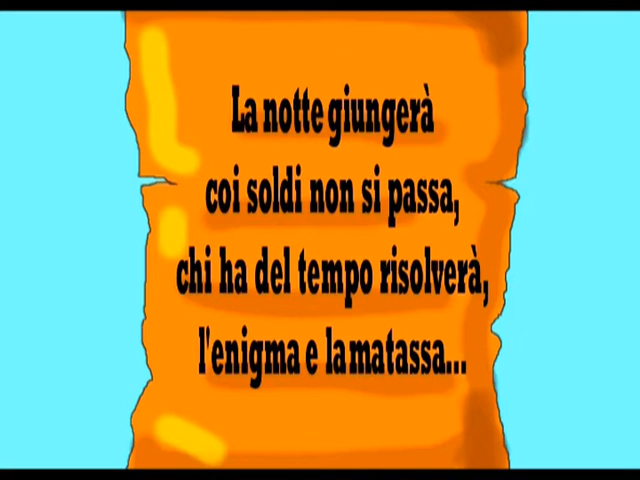 La notte giungerà
coi soldi non si passa,
chi ha del tempo risolverà,
l'enigma e la matassa...